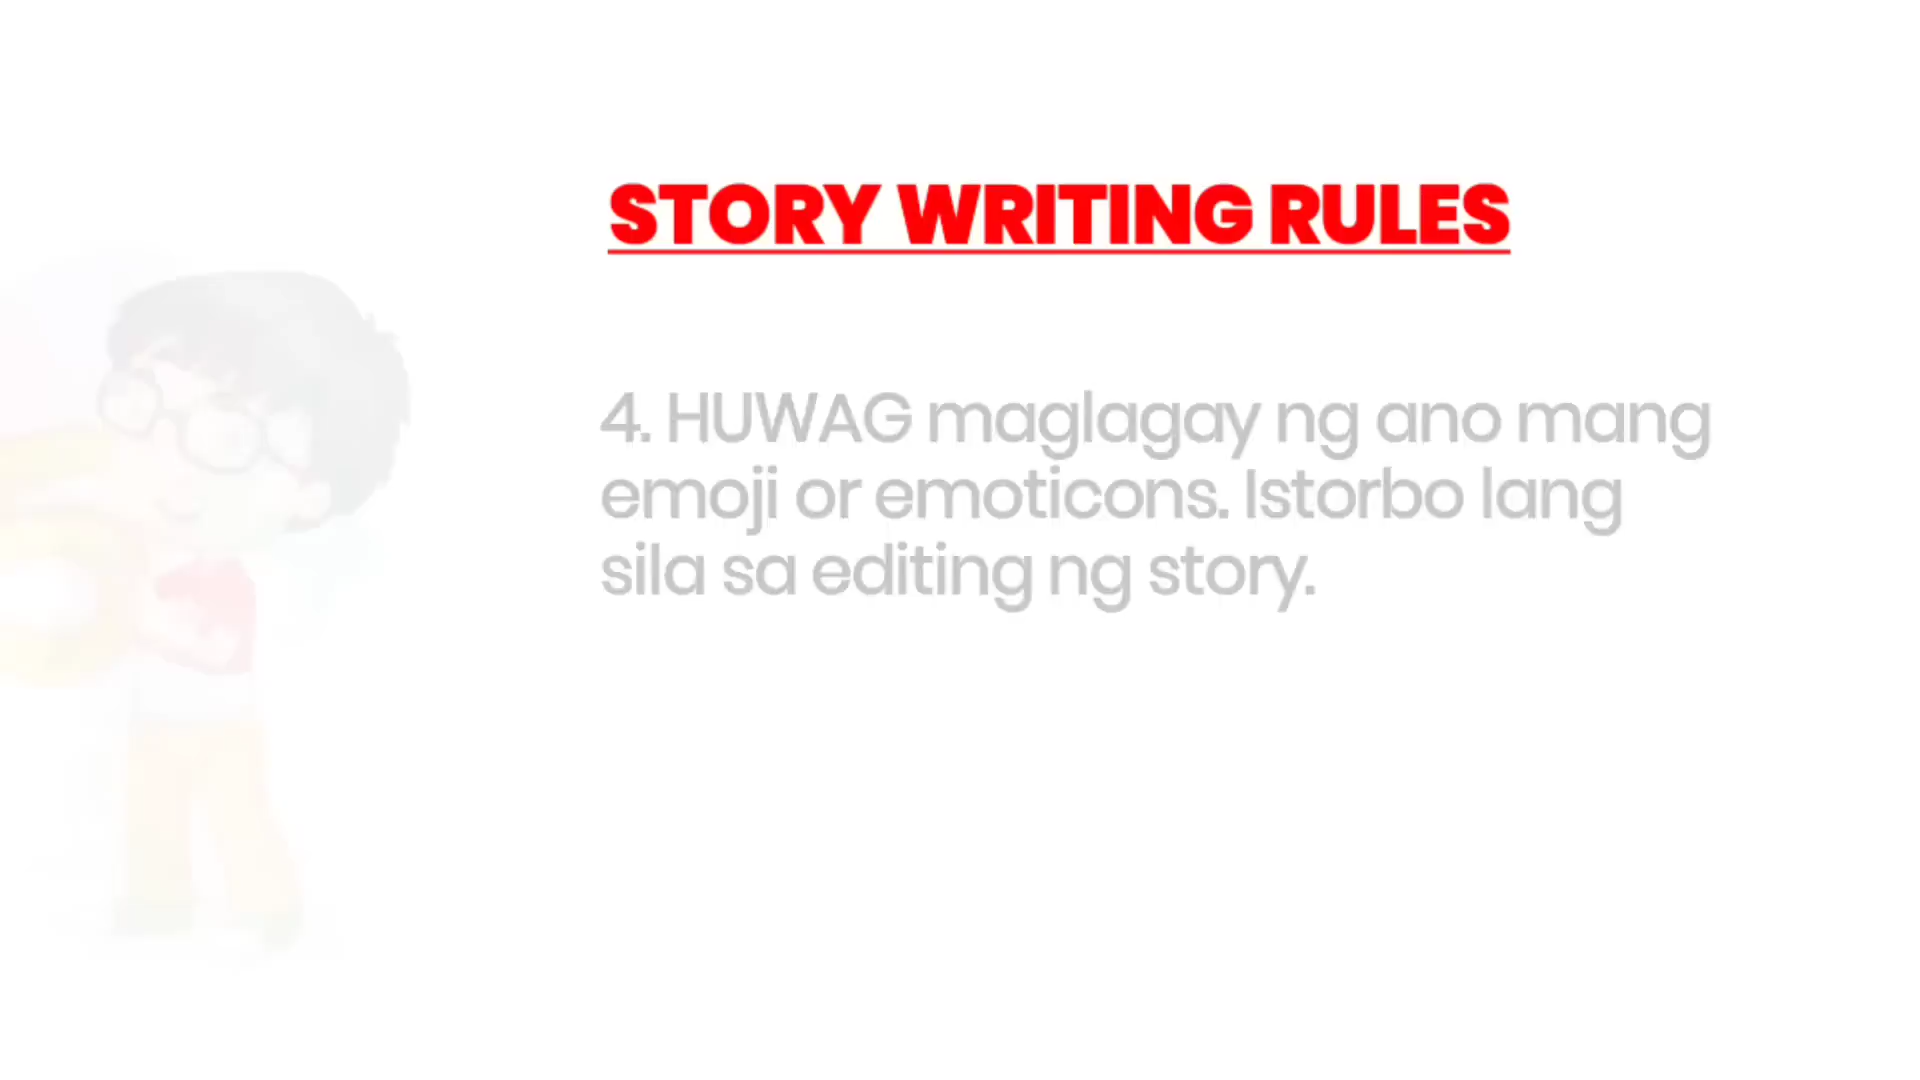 STORY WRITING RULES
4. HUWAG maglagay ng ano mang
emoji or emoticons. Istorbo lang
sila sa editing ng story.